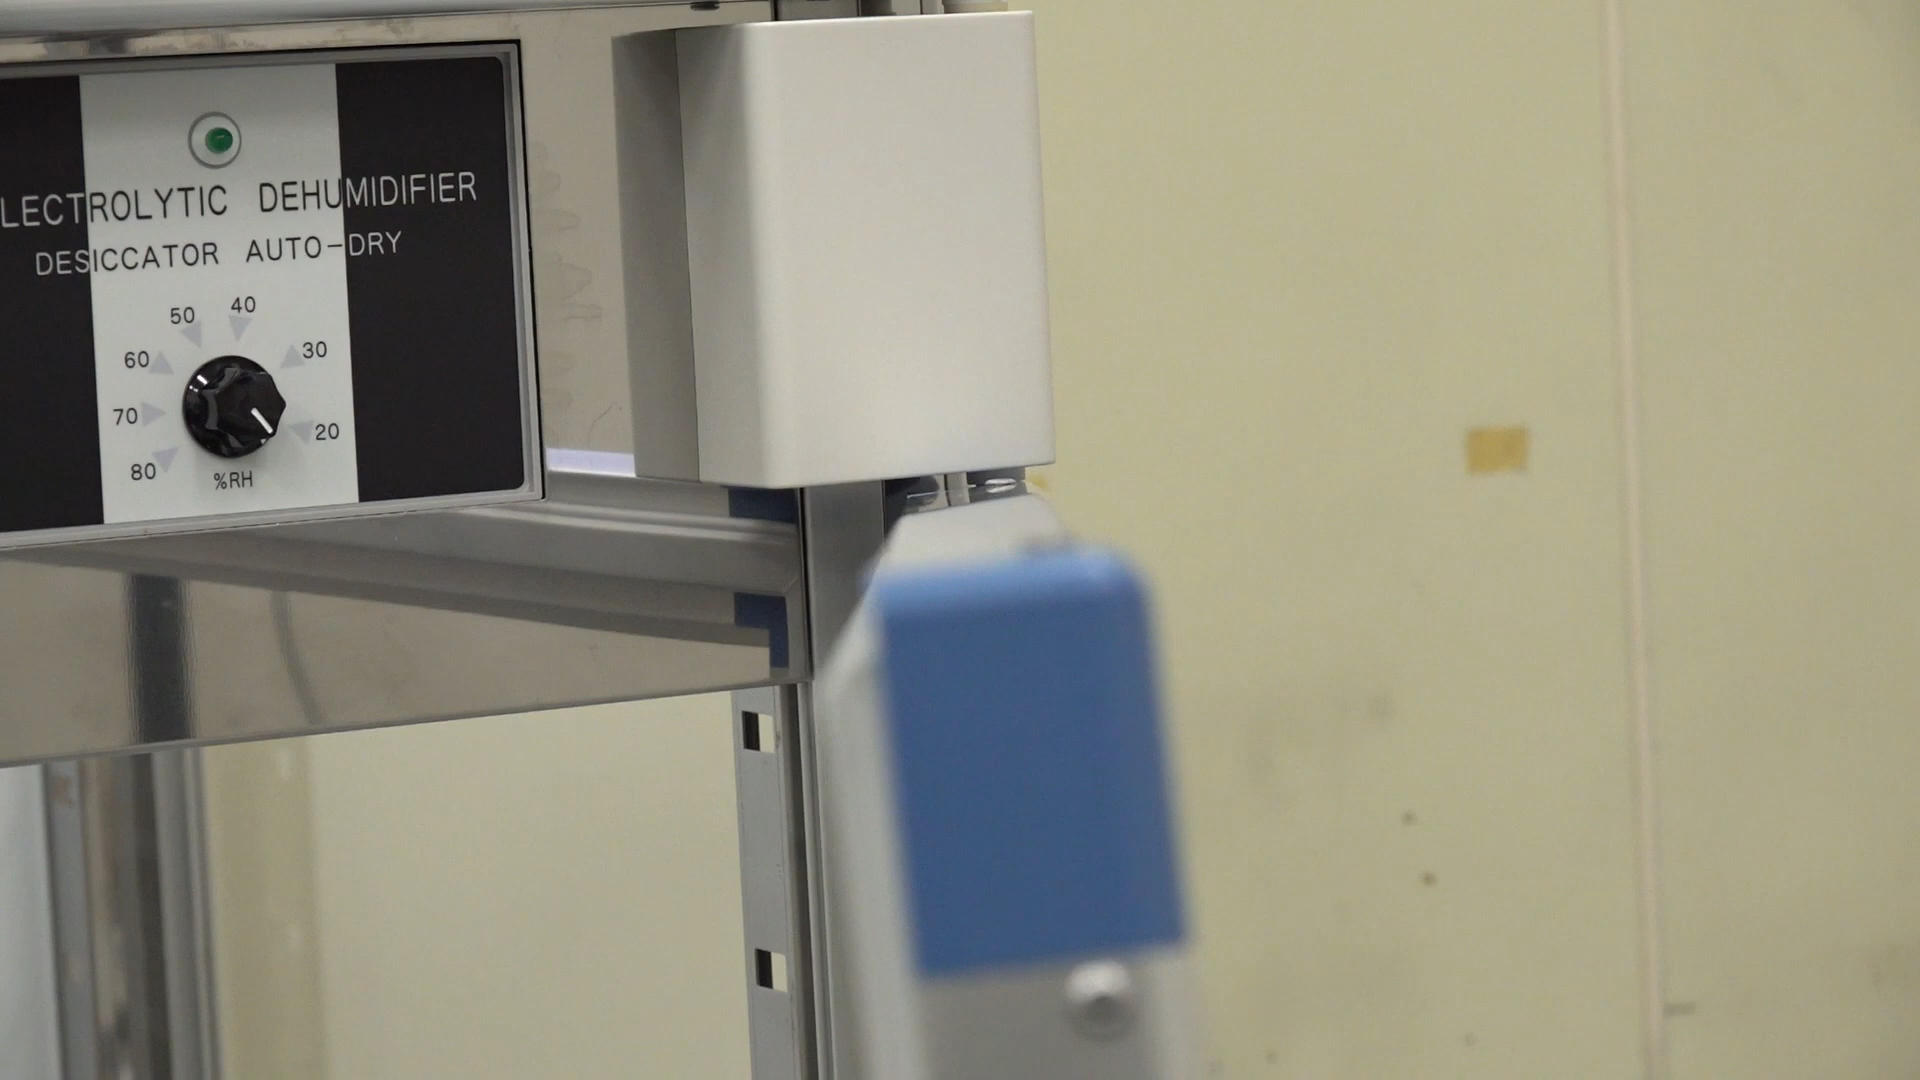 LECTROLYTIC DEHUMIDIFIER
DESICCATOR AUTO-DRY
50 40
60 30
70 20
80
%RH